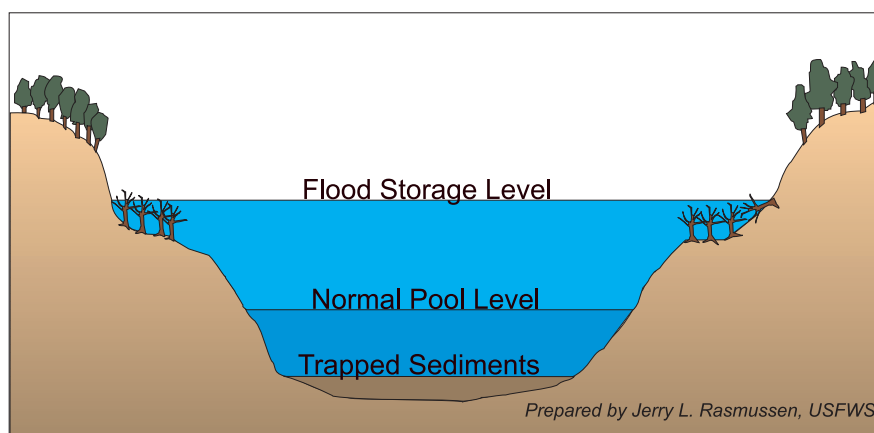 Flood Storage Level
Normal Pool Level
Trapped Sediments
Prepared by Jerry L. Rasmussen, USFWS